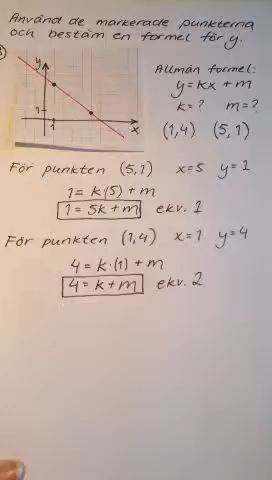 Använd de markerade punkterna
och bestäm en formel för y.
y
1
1
x
Allmän formel:
y = kx + m
k = ? m = ?
(1,4) (5,1)
För punkten (5,1) x=5 y=1
1 = k·(5) + m
1 = 5k + m ekv. 1
För punkten (1,4) x=1 y=4
4 = k·(1) + m
4 = k + m ekv. 2